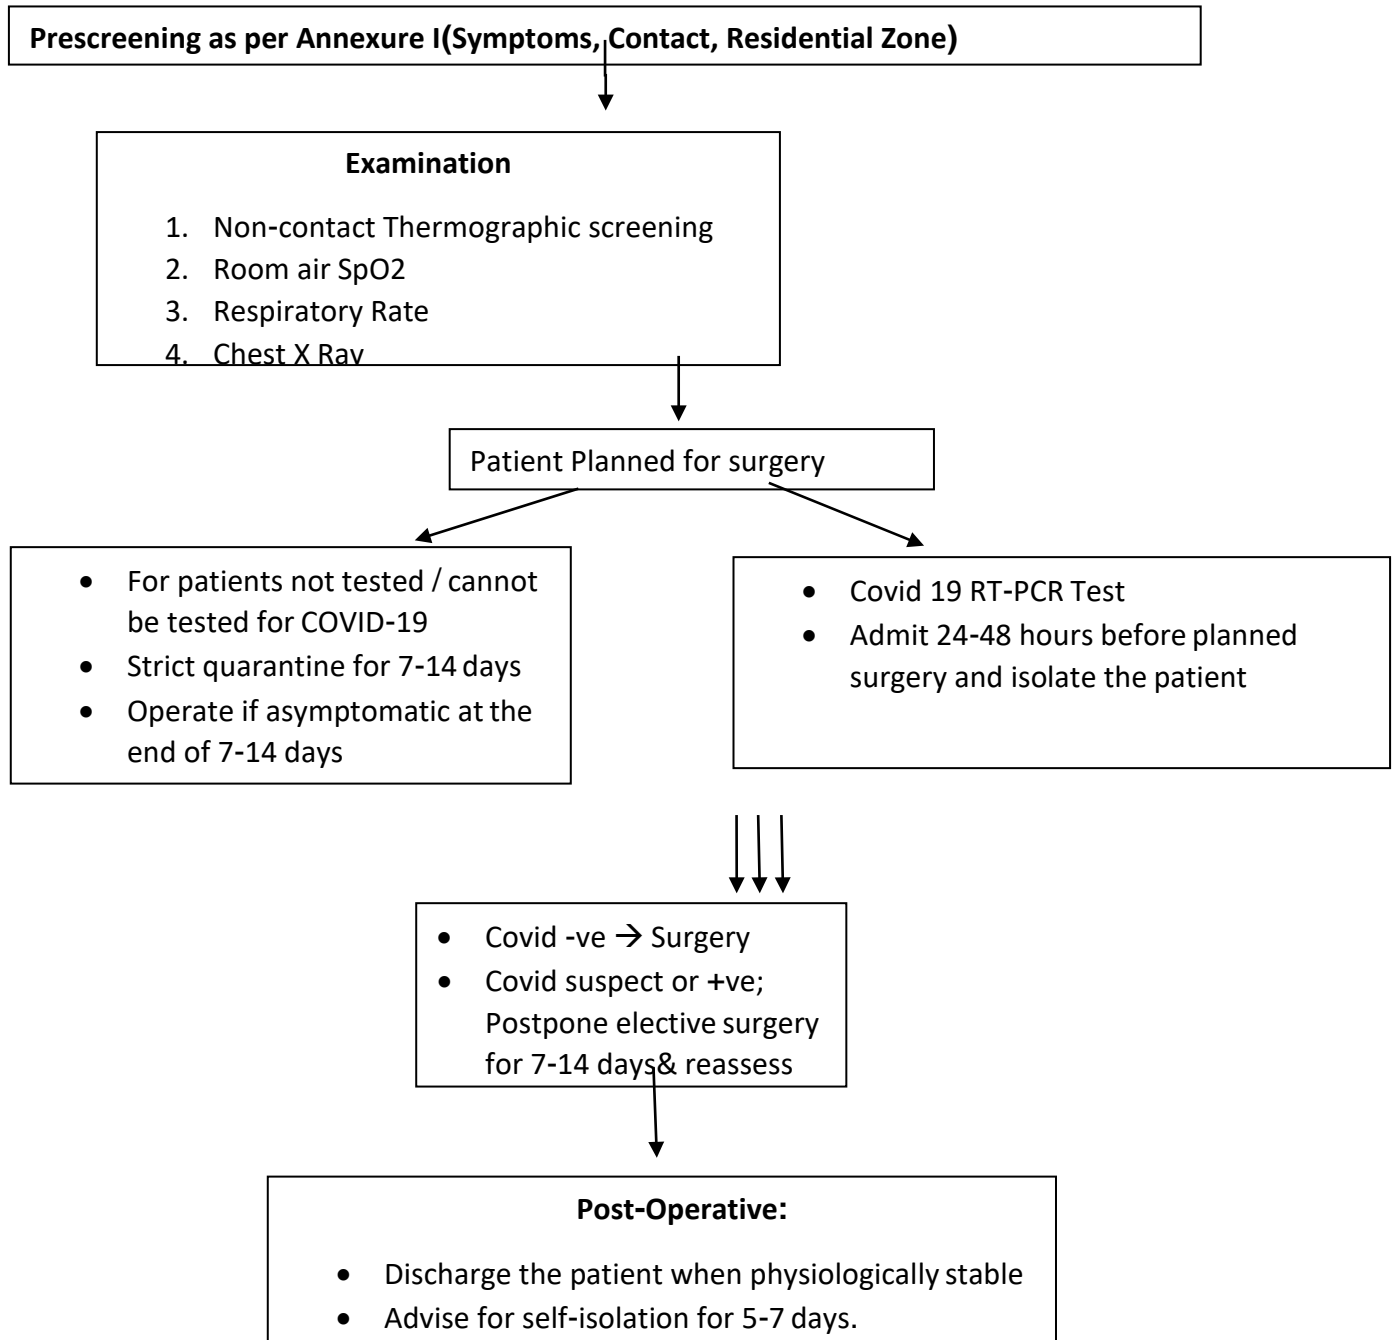 Prescreening as per Annexure I(Symptoms, Contact, Residential Zone)
Examination
1. Non-contact Thermographic screening
2. Room air SpO2
3. Respiratory Rate
4. Chest X Ray
Patient Planned for surgery
• For patients not tested / cannot
be tested for COVID-19
• Strict quarantine for 7-14 days
• Operate if asymptomatic at the
end of 7-14 days
• Covid 19 RT-PCR Test
• Admit 24-48 hours before planned
surgery and isolate the patient
• Covid -ve → Surgery
• Covid suspect or +ve;
Postpone elective surgery
for 7-14 days& reassess
Post-Operative:
• Discharge the patient when physiologically stable
• Advise for self-isolation for 5-7 days.